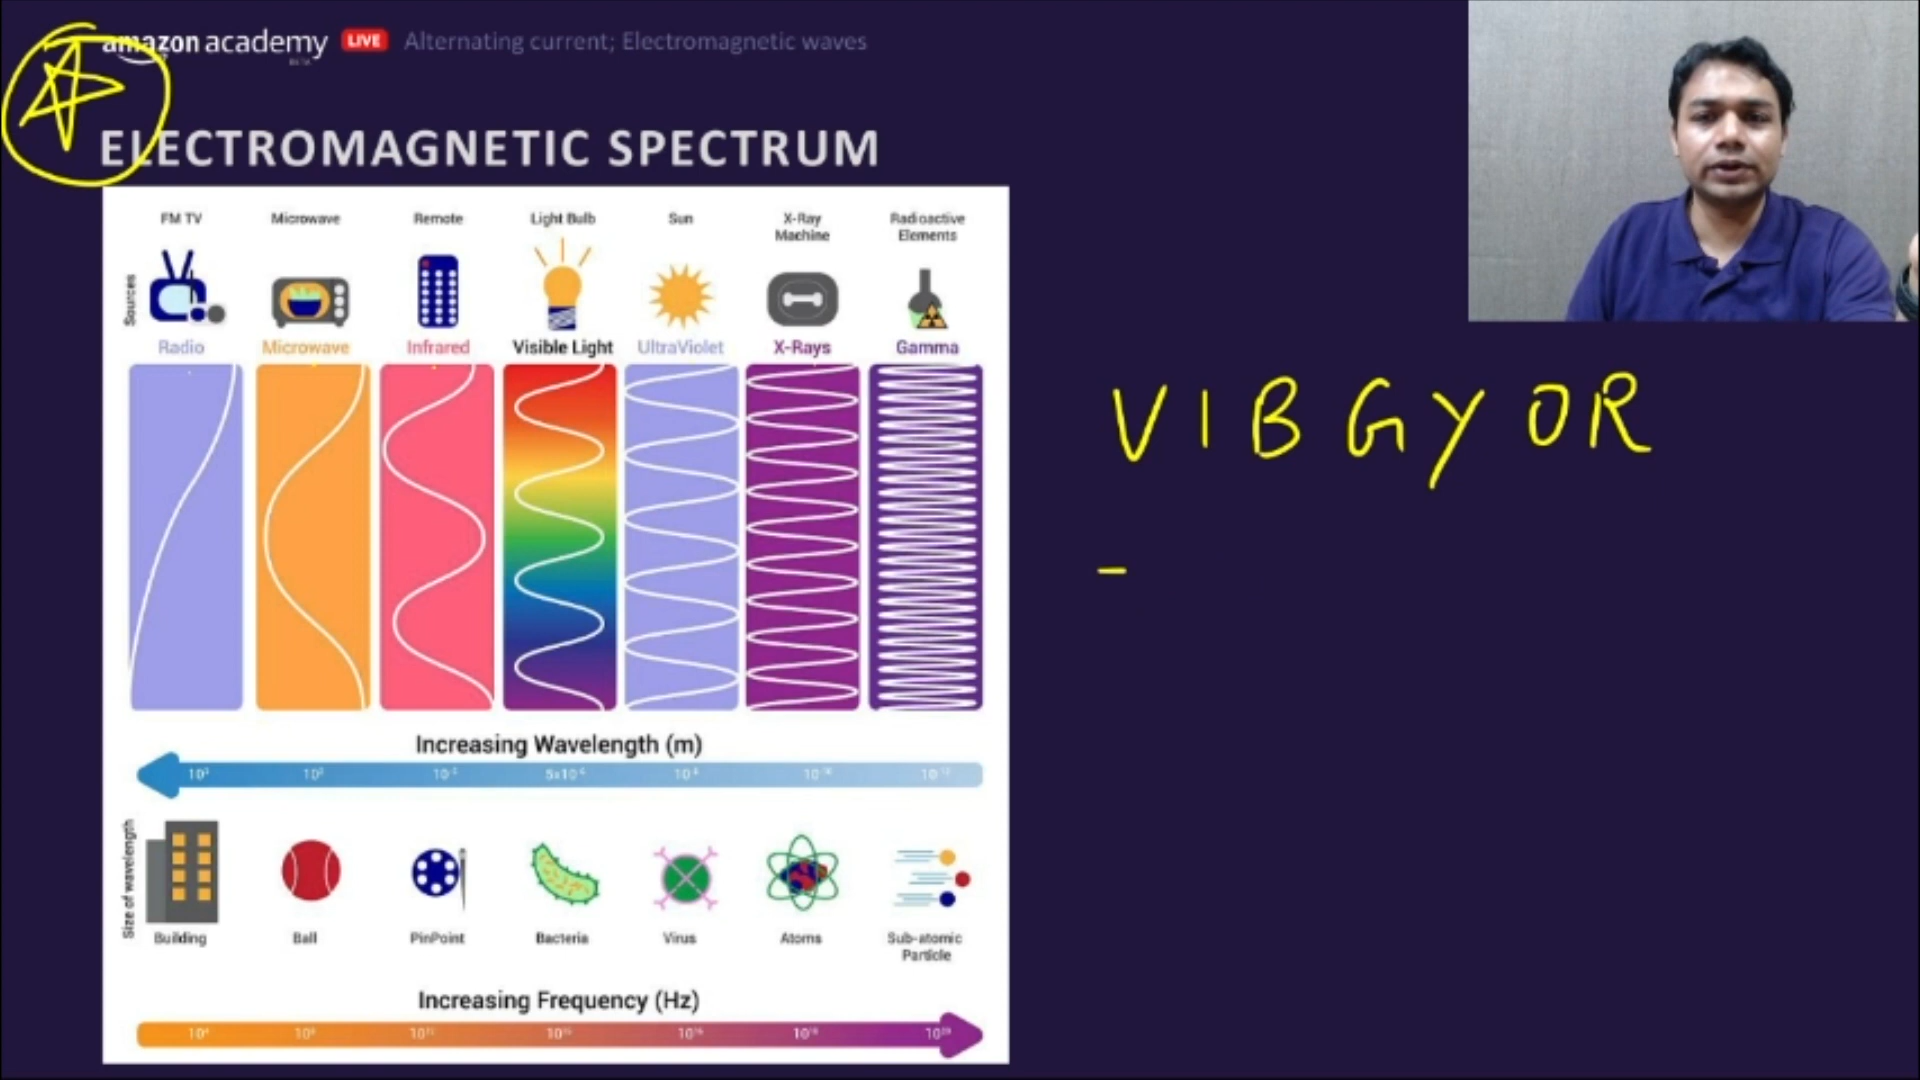 amazon academy LIVE Alternating current; Electromagnetic waves
BETA
ELECTROMAGNETIC SPECTRUM
FM TV Microwave Remote Light Bulb Sun X-Ray Machine Radioactive Elements
Sources
Radio Microwave Infrared Visible Light UltraViolet X-Rays Gamma
V I B G Y O R
-
Increasing Wavelength (m)
Size of wavelength
Building Ball PinPoint Bacteria Virus Atoms Sub-atomic Particle
Increasing Frequency (Hz)